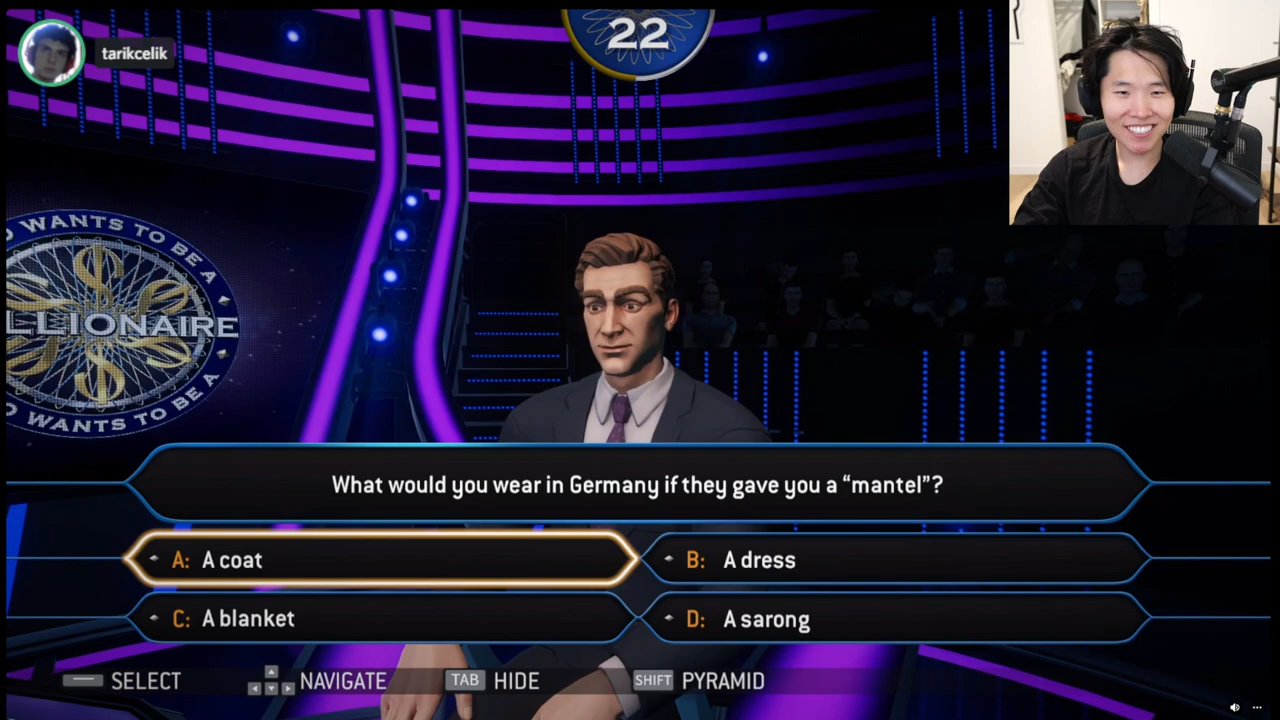 tarikcelik
22
WANTS TO BE A
LLIONAIRE
WANTS TO BE A
What would you wear in Germany if they gave you a “mantel”?
A: A coat
B: A dress
C: A blanket
D: A sarong
SELECT
NAVIGATE
TAB HIDE
SHIFT PYRAMID